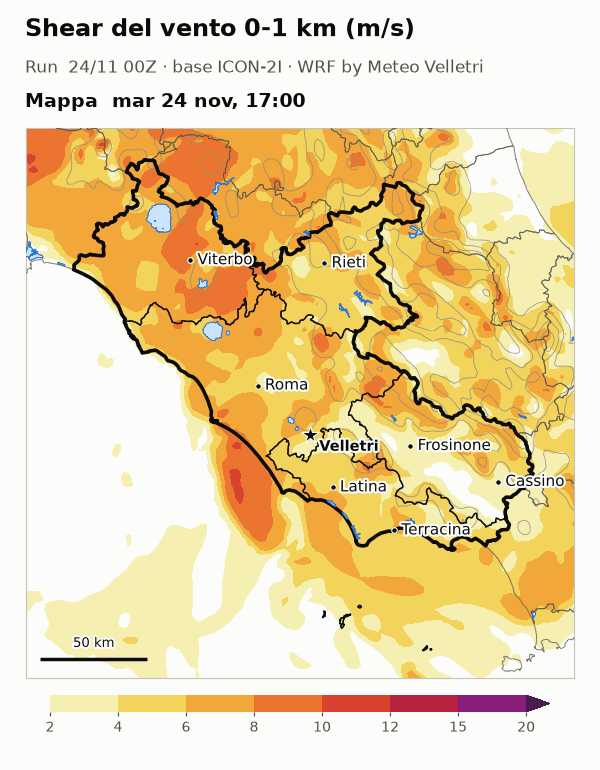 Shear del vento 0-1 km (m/s)
Run  24/11 00Z · base ICON-2I · WRF by Meteo Velletri
Mappa  mar 24 nov, 17:00
Viterbo
Rieti
Roma
Velletri
Frosinone
Latina
Cassino
Terracina
50 km
2 4 6 8 10 12 15 20